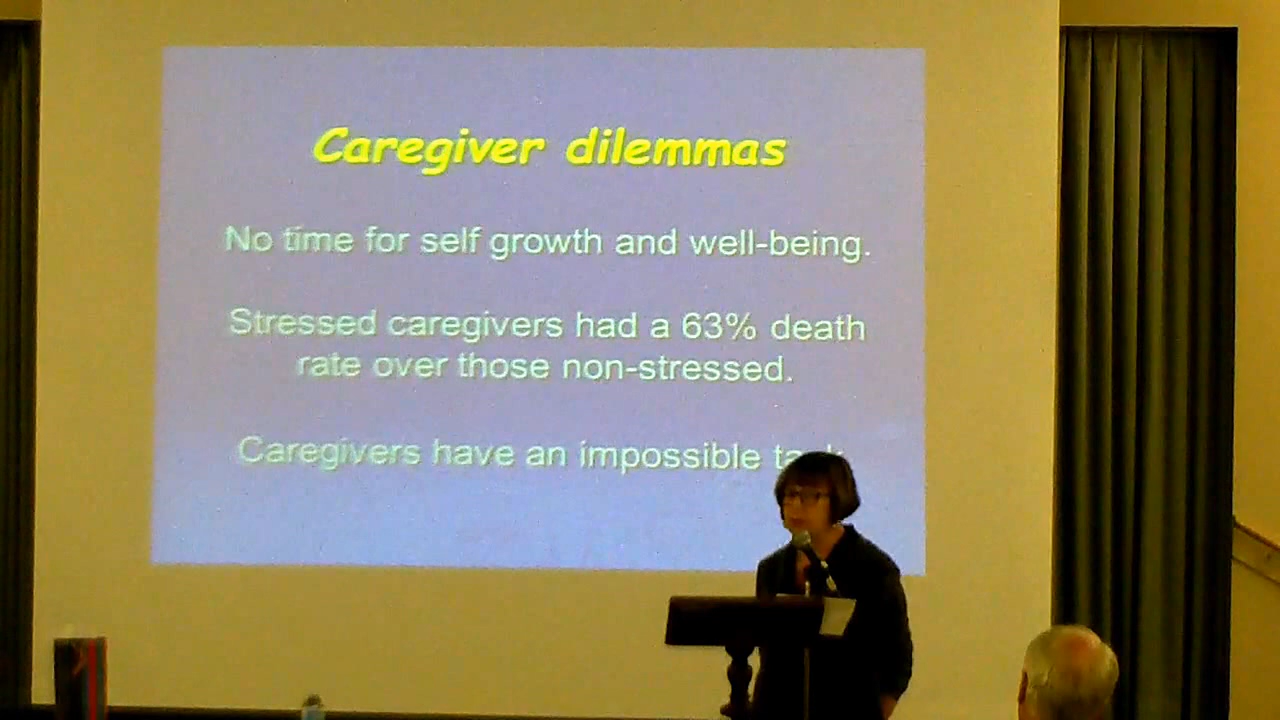 Caregiver dilemmas
No time for self growth and well-being.
Stressed caregivers had a 63% death
rate over those non-stressed.
Caregivers have an impossible